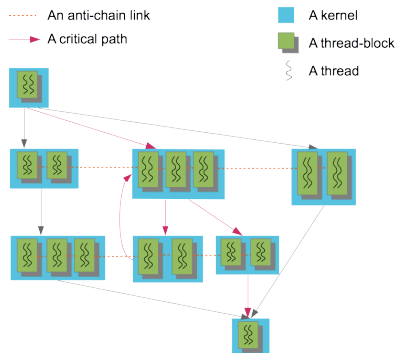 An anti-chain link
A critical path
A kernel
A thread-block
A thread